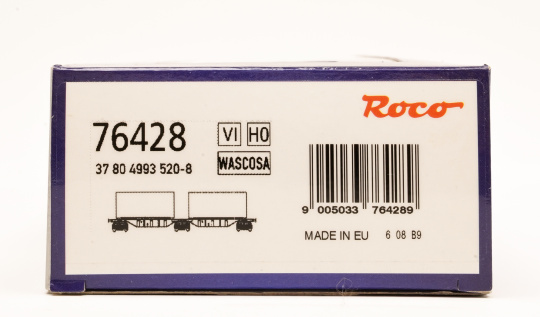 Roco
76428 VI H0
37 80 4993 520-8 WASCOSA
9 005033 764289
MADE IN EU 6 08 B9